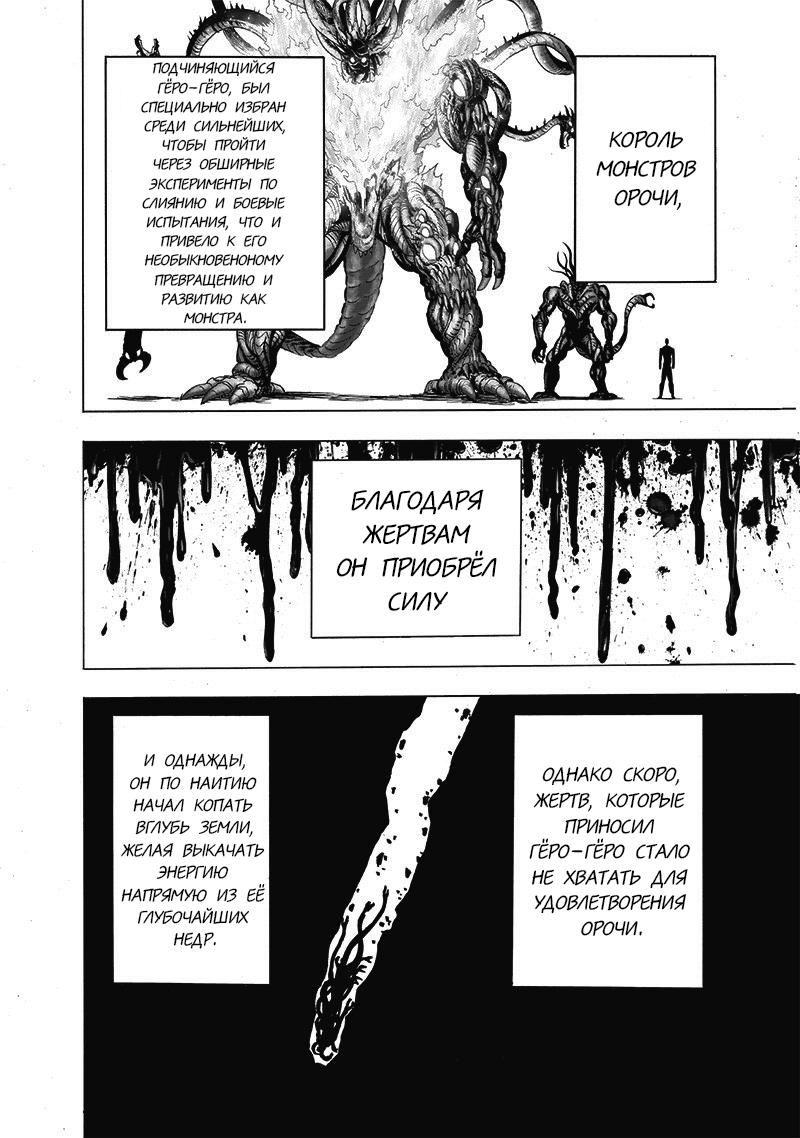 КОРОЛЬ
МОНСТРОВ
ОРОЧИ,
ПОДЧИНЯЮЩИЙСЯ
ГЁРО-ГЁРО, БЫЛ
СПЕЦИАЛЬНО ИЗБРАН
СРЕДИ СИЛЬНЕЙШИХ,
ЧТОБЫ ПРОЙТИ
ЧЕРЕЗ ОБШИРНЫЕ
ЭКСПЕРИМЕНТЫ ПО
СЛИЯНИЮ И БОЕВЫЕ
ИСПЫТАНИЯ, ЧТО И
ПРИВЕЛО К ЕГО
НЕОБЫКНОВЕНОМУ
ПРЕВРАЩЕНИЮ И
РАЗВИТИЮ КАК
МОНСТРА.
БЛАГОДАРЯ
ЖЕРТВАМ
ОН ПРИОБРЁЛ
СИЛУ
ОДНАКО СКОРО,
ЖЕРТВ, КОТОРЫЕ
ПРИНОСИЛ
ГЁРО-ГЁРО СТАЛО
НЕ ХВАТАТЬ ДЛЯ
УДОВЛЕТВОРЕНИЯ
ОРОЧИ.
И ОДНАЖДЫ,
ОН ПО НАИТИЮ
НАЧАЛ КОПАТЬ
ВГЛУБЬ ЗЕМЛИ,
ЖЕЛАЯ ВЫКАЧАТЬ
ЭНЕРГИЮ
НАПРЯМУЮ ИЗ ЕЁ
ГЛУБОЧАЙШИХ
НЕДР.